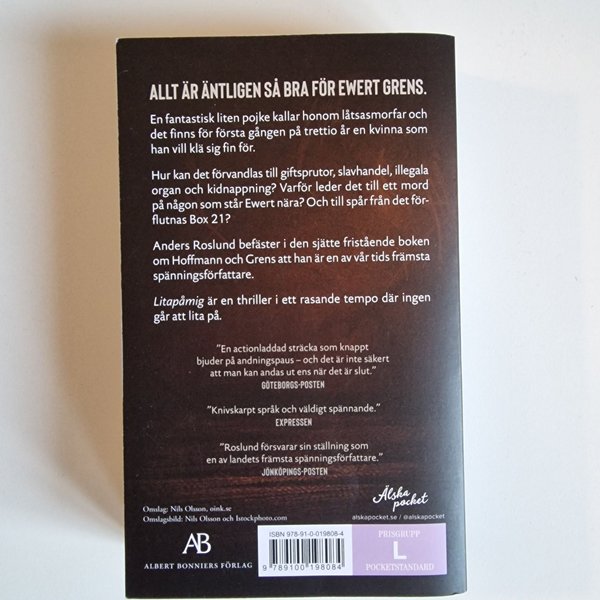 ALLT ÄR ÄNTLIGEN SÅ BRA FÖR EWERT GRENS.
En fantastisk liten pojke kallar honom låtsasmorfar och
det finns för första gången på trettio år en kvinna som
han vill klä sig fin för.
Hur kan det förvandlas till giftsprutor, slavhandel, illegala
organ och kidnappning? Varför leder det till ett mord
på någon som står Ewert nära? Och till spår från det för-
flutnas Box 21?
Anders Roslund befäster i den sjätte fristående boken
om Hoffmann och Grens att han är en av vår tids främsta
spänningsförfattare.
Litapåmig är en thriller i ett rasande tempo där ingen
går att lita på.
”En actionladdad sträcka som knappt
bjuder på andningspaus – och det är inte säkert
att man kan andas ut ens när det är slut.”
GÖTEBORGS-POSTEN
”Knivskarpt språk och väldigt spännande.”
EXPRESSEN
”Roslund försvarar sin ställning som
en av landets främsta spänningsförfattare.”
JÖNKÖPINGS-POSTEN
Älska
pocket
alskapocket.se / @alskapocket
Omslag: Nils Olsson, oink.se
Omslagsbild: Nils Olsson och Istockphoto.com
AB
ALBERT BONNIERS FÖRLAG
ISBN 978-91-0-019808-4
9 789100 198084
PRISGRUPP
L
POCKETSTANDARD